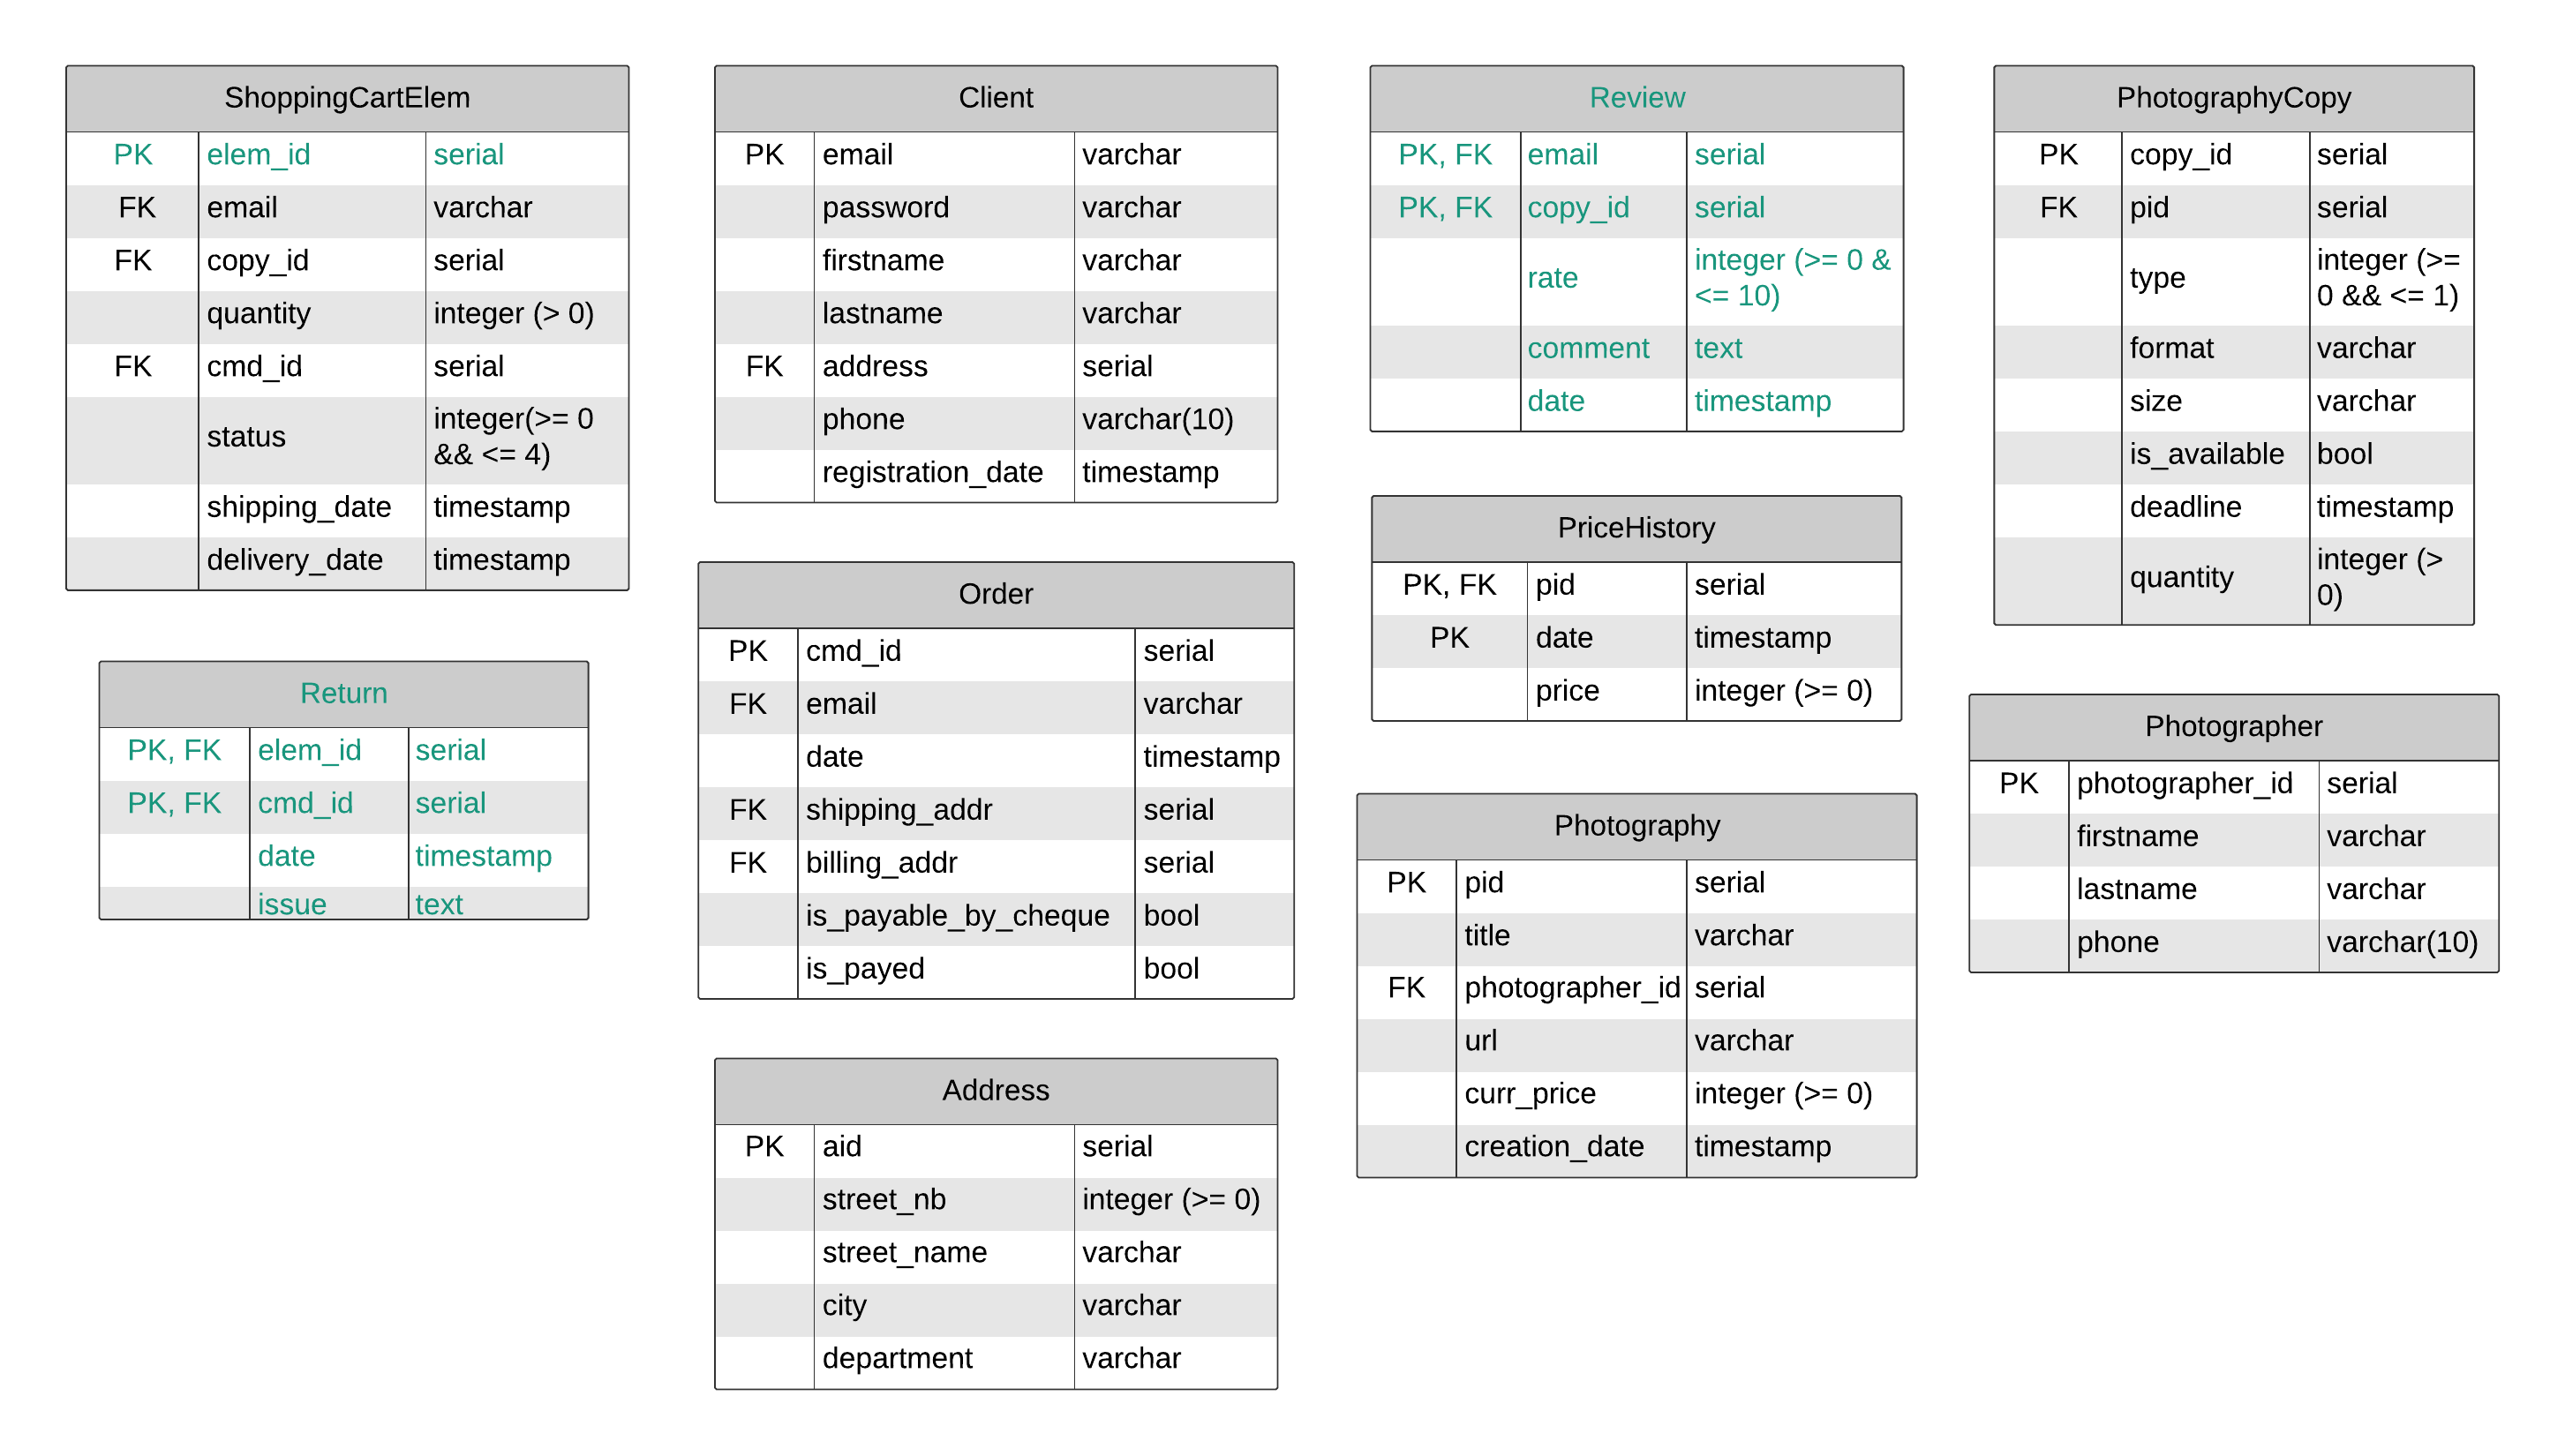 ShoppingCartElem
PK elem_id serial
FK email varchar
FK copy_id serial
quantity integer (> 0)
FK cmd_id serial
status integer(>= 0
&& <= 4)
shipping_date timestamp
delivery_date timestamp
Return
PK, FK elem_id serial
PK, FK cmd_id serial
date timestamp
issue text
Client
PK email varchar
password varchar
firstname varchar
lastname varchar
FK address serial
phone varchar(10)
registration_date timestamp
Order
PK cmd_id serial
FK email varchar
date timestamp
FK shipping_addr serial
FK billing_addr serial
is_payable_by_cheque bool
is_payed bool
Address
PK aid serial
street_nb integer (>= 0)
street_name varchar
city varchar
department varchar
Review
PK, FK email serial
PK, FK copy_id serial
rate integer (>= 0 &
<= 10)
comment text
date timestamp
PriceHistory
PK, FK pid serial
PK date timestamp
price integer (>= 0)
Photography
PK pid serial
title varchar
FK photographer_id serial
url varchar
curr_price integer (>= 0)
creation_date timestamp
PhotographyCopy
PK copy_id serial
FK pid serial
type integer (>=
0 && <= 1)
format varchar
size varchar
is_available bool
deadline timestamp
quantity integer (>
0)
Photographer
PK photographer_id serial
firstname varchar
lastname varchar
phone varchar(10)